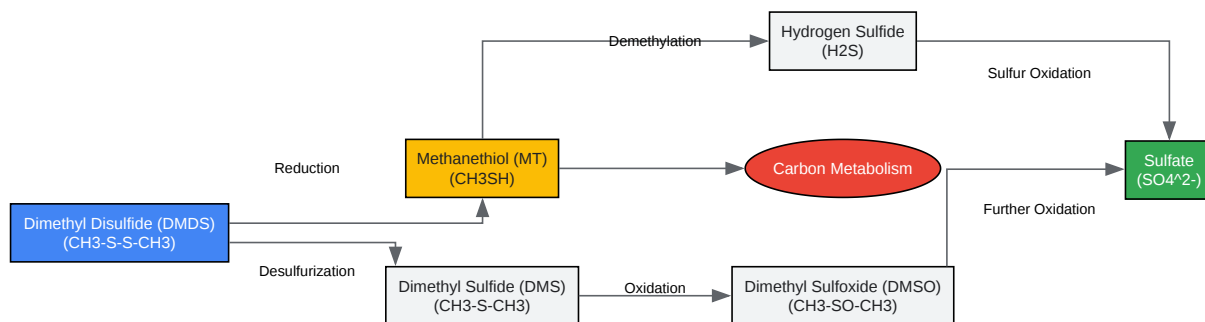 Hydrogen Sulfide
(H2S)
Demethylation
Sulfur Oxidation
Reduction
Methanethiol (MT)
(CH3SH)
Carbon Metabolism
Sulfate
(SO4^2-)
Dimethyl Disulfide (DMDS)
(CH3-S-S-CH3)
Further Oxidation
Desulfurization
Dimethyl Sulfide (DMS)
(CH3-S-CH3)
Oxidation
Dimethyl Sulfoxide (DMSO)
(CH3-SO-CH3)